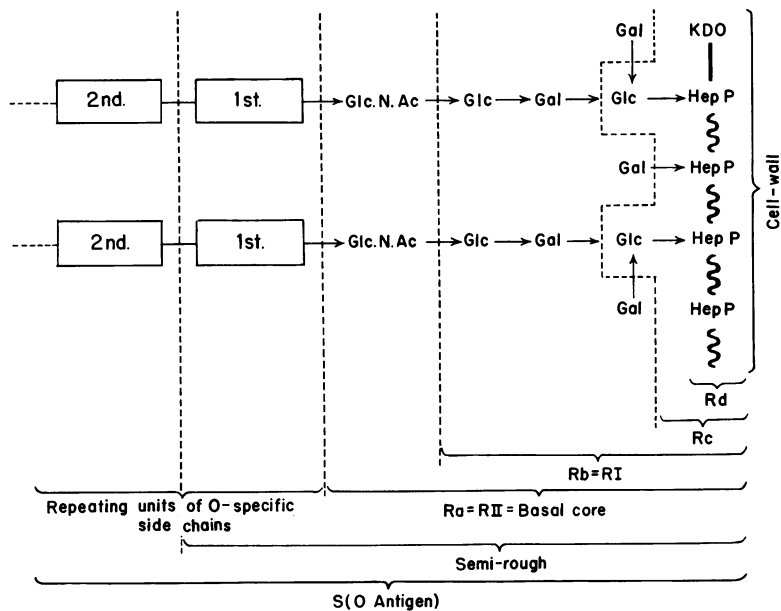 Gal KDO
2nd. 1st. Glc.N.Ac Glc Gal Glc Hep P
Gal Hep P
2nd. 1st. Glc.N.Ac Glc Gal Glc Hep P
Gal Hep P
Cell-wall
Rd
Rc
Rb=RI
Repeating units of O-specific
side chains
Ra=RII=Basal core
Semi-rough
S(O Antigen)